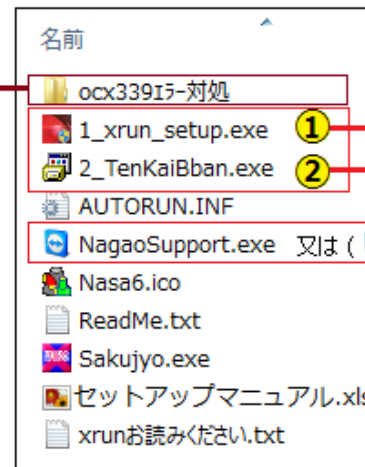 名前
ocx339ｴﾗｰ対処
1_xrun_setup.exe ①
2_TenKaiBban.exe ②
AUTORUN.INF
NagaoSupport.exe 又は (
Nasa6.ico
ReadMe.txt
Sakujyo.exe
セットアップマニュアル.xls
xrunお読みください.txt